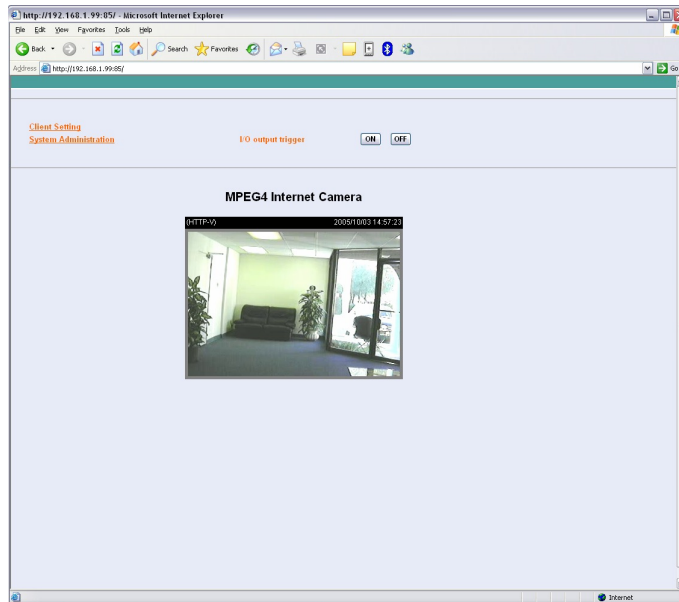 http://192.168.1.99:85/ - Microsoft Internet Explorer
File Edit View Favorites Tools Help
Back Search Favorites
Address http://192.168.1.99:85/ Go
Client Setting
System Administration I/O output trigger ON OFF
MPEG4 Internet Camera
(HTTP-V) 2005/10/03 14:57:23
Internet